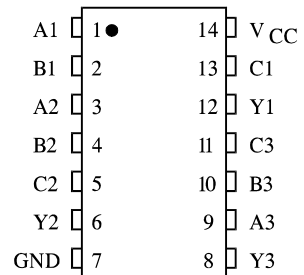 A1 1 14 VCC
B1 2 13 C1
A2 3 12 Y1
B2 4 11 C3
C2 5 10 B3
Y2 6 9 A3
GND 7 8 Y3